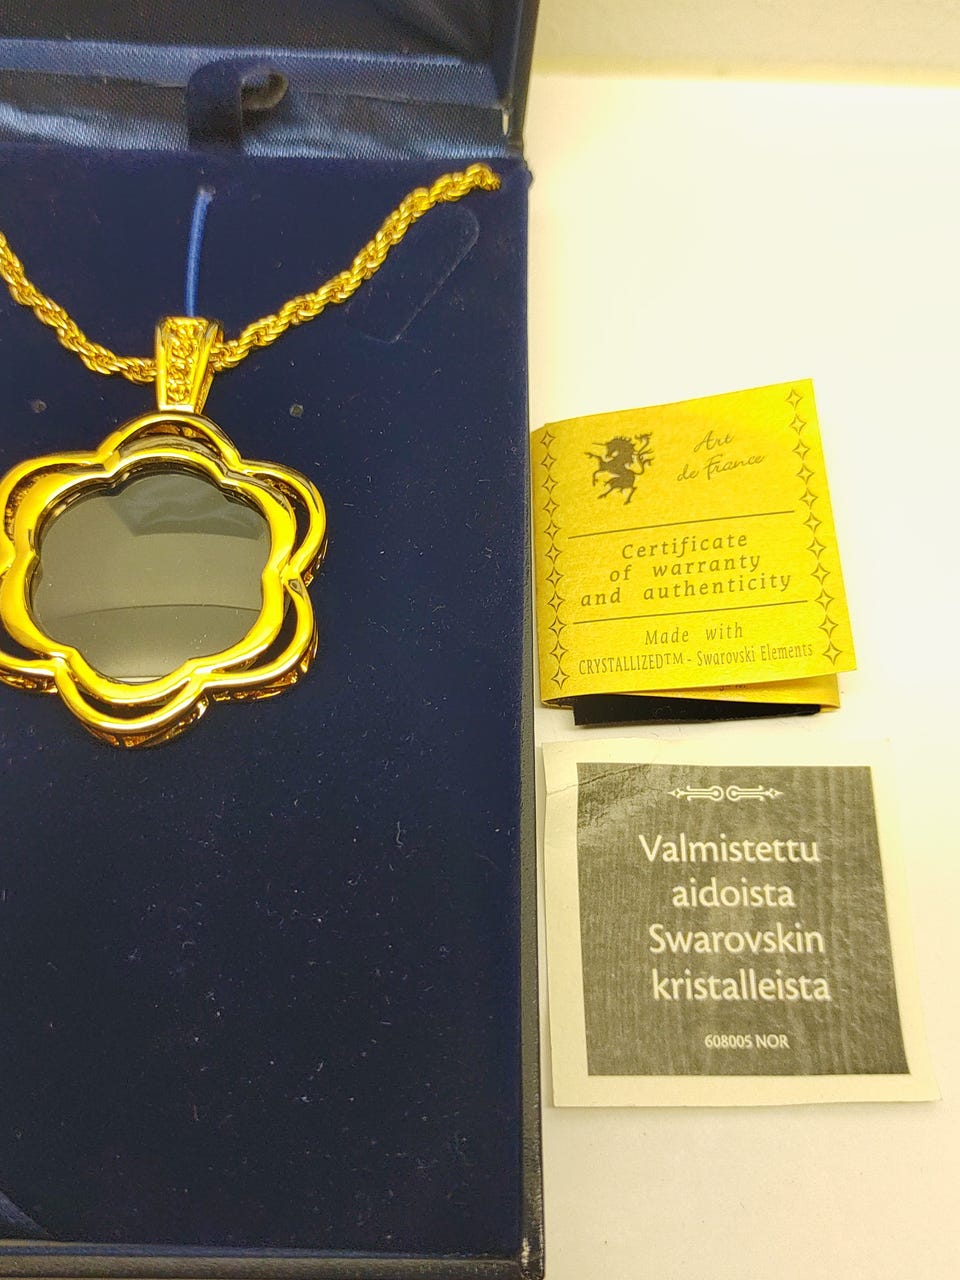 Art
de France
Certificate
of warranty
and authenticity
Made with
CRYSTALLIZED™ - Swarovski Elements
Valmistettu
aidoista
Swarovskin
kristalleista
608005 NOR